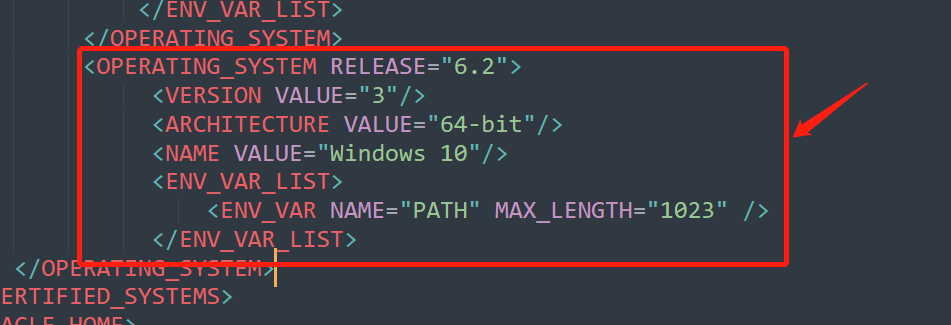 </ENV_VAR_LIST>
</OPERATING_SYSTEM>
<OPERATING_SYSTEM RELEASE="6.2">
<VERSION VALUE="3"/>
<ARCHITECTURE VALUE="64-bit"/>
<NAME VALUE="Windows 10"/>
<ENV_VAR_LIST>
<ENV_VAR NAME="PATH" MAX_LENGTH="1023" />
</ENV_VAR_LIST>
</OPERATING_SYSTEM>
ERTIFIED_SYSTEMS>
ACLE_HOME>